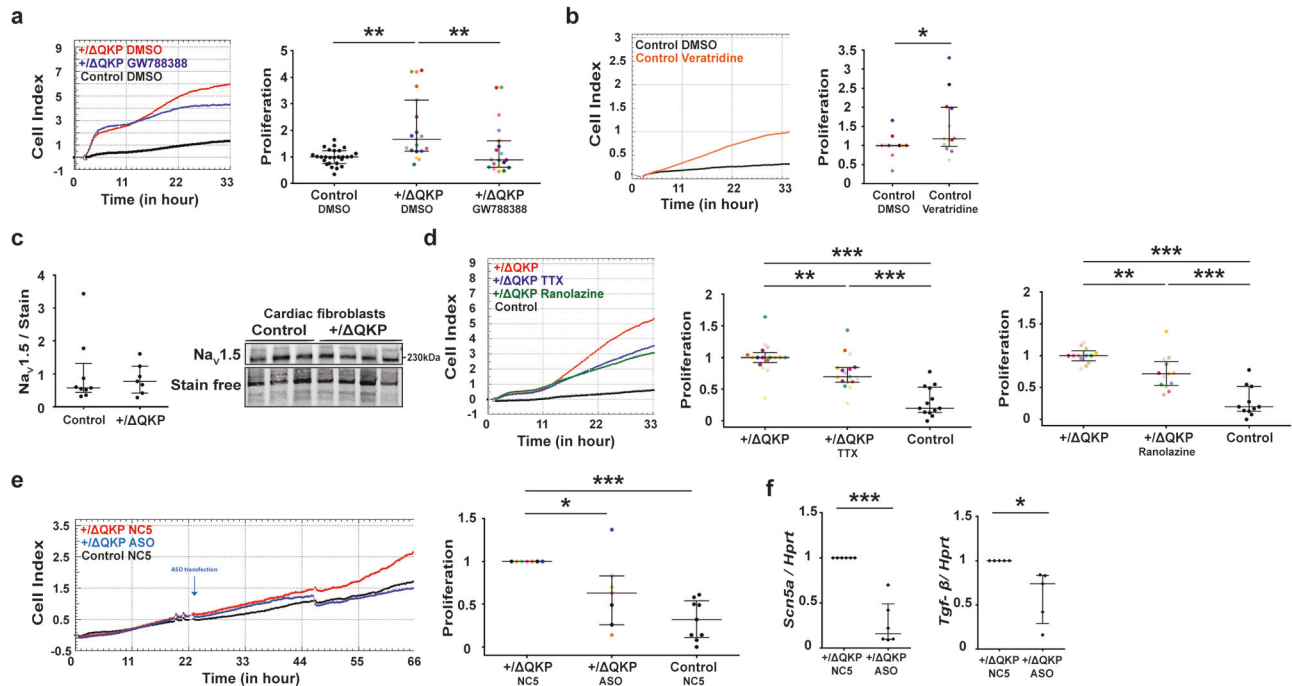 a
9
7
5
3
1
-1
+/ΔQKP DMSO
+/ΔQKP GW788388
Control DMSO
Cell Index
0 11 22 33
Time (in hour)
** **
5
4
3
2
1
0
Proliferation
Control DMSO
+/ΔQKP DMSO
+/ΔQKP GW788388
b
3
2
1
0
Control DMSO
Control Veratridine
Cell Index
0 11 22 33
Time (in hour)
*
3.5
3
2.5
2
1.5
1
0.5
0
Proliferation
Control DMSO
Control Veratridine
c
4
3
2
1
0
NaV1.5 / Stain
Control +/ΔQKP
Cardiac fibroblasts
Control +/ΔQKP
NaV1.5
-230kDa
Stain free
d
9
8
7
6
5
4
3
2
1
0
-1
+/ΔQKP
+/ΔQKP TTX
+/ΔQKP Ranolazine
Control
Cell Index
0 11 22 33
Time (in hour)
***
** ***
2
1.5
1
0.5
0
Proliferation
+/ΔQKP
+/ΔQKP TTX
Control
***
** ***
2
1.5
1
0.5
0
Proliferation
+/ΔQKP
+/ΔQKP Ranolazine
Control
e
3.5
2.5
1.5
0.5
-0.5
+/ΔQKP NC5
+/ΔQKP ASO
Control NC5
ASO transfection
Cell Index
0 11 22 33 44 55 66
Time (in hour)
***
*
1.5
1
0.5
0
Proliferation
+/ΔQKP NC5
+/ΔQKP ASO
Control NC5
f
***
1.5
1
0.5
0
Scn5a / Hprt
+/ΔQKP NC5
+/ΔQKP ASO
*
1.5
1
0.5
0
Tgf- β/ Hprt
+/ΔQKP NC5
+/ΔQKP ASO